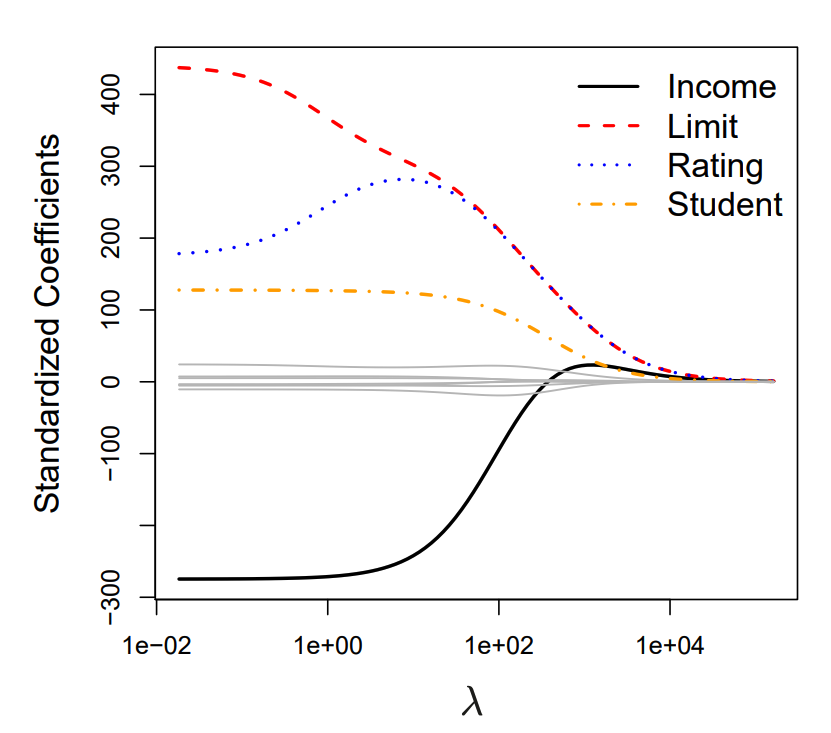 Standardized Coefficients
400
300
200
100
0
−100
−300
1e−02 1e+00 1e+02 1e+04
λ
Income
Limit
Rating
Student